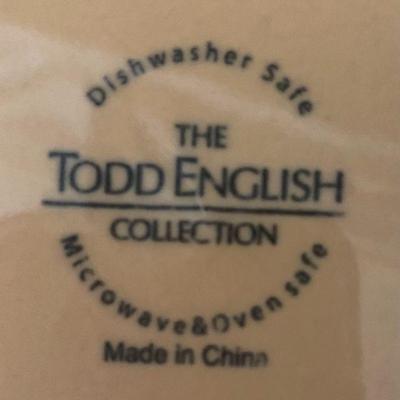 Dishwasher Safe
THE
TODD ENGLISH
COLLECTION
Microwave&Oven safe
Made in China